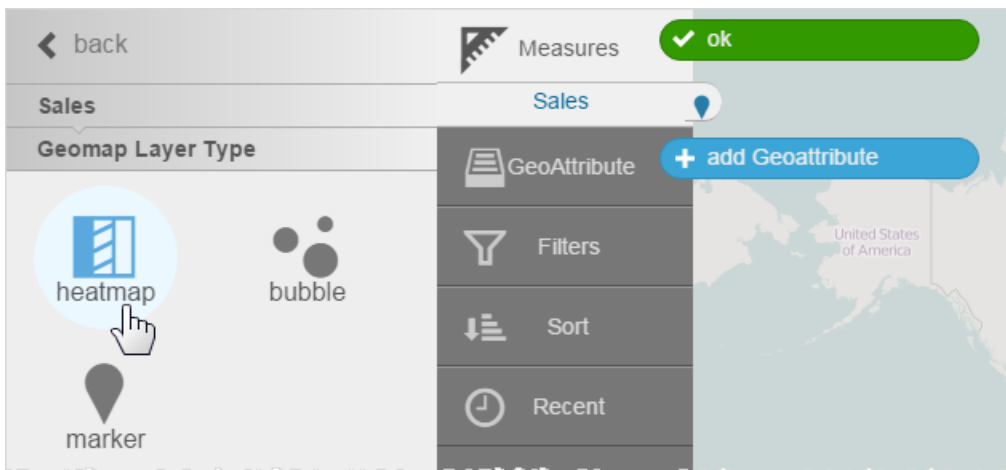 back
Sales
Geomap Layer Type
heatmap
bubble
marker
Measures
Sales
GeoAttribute
Filters
Sort
Recent
ok
add Geoattribute
United States
of America